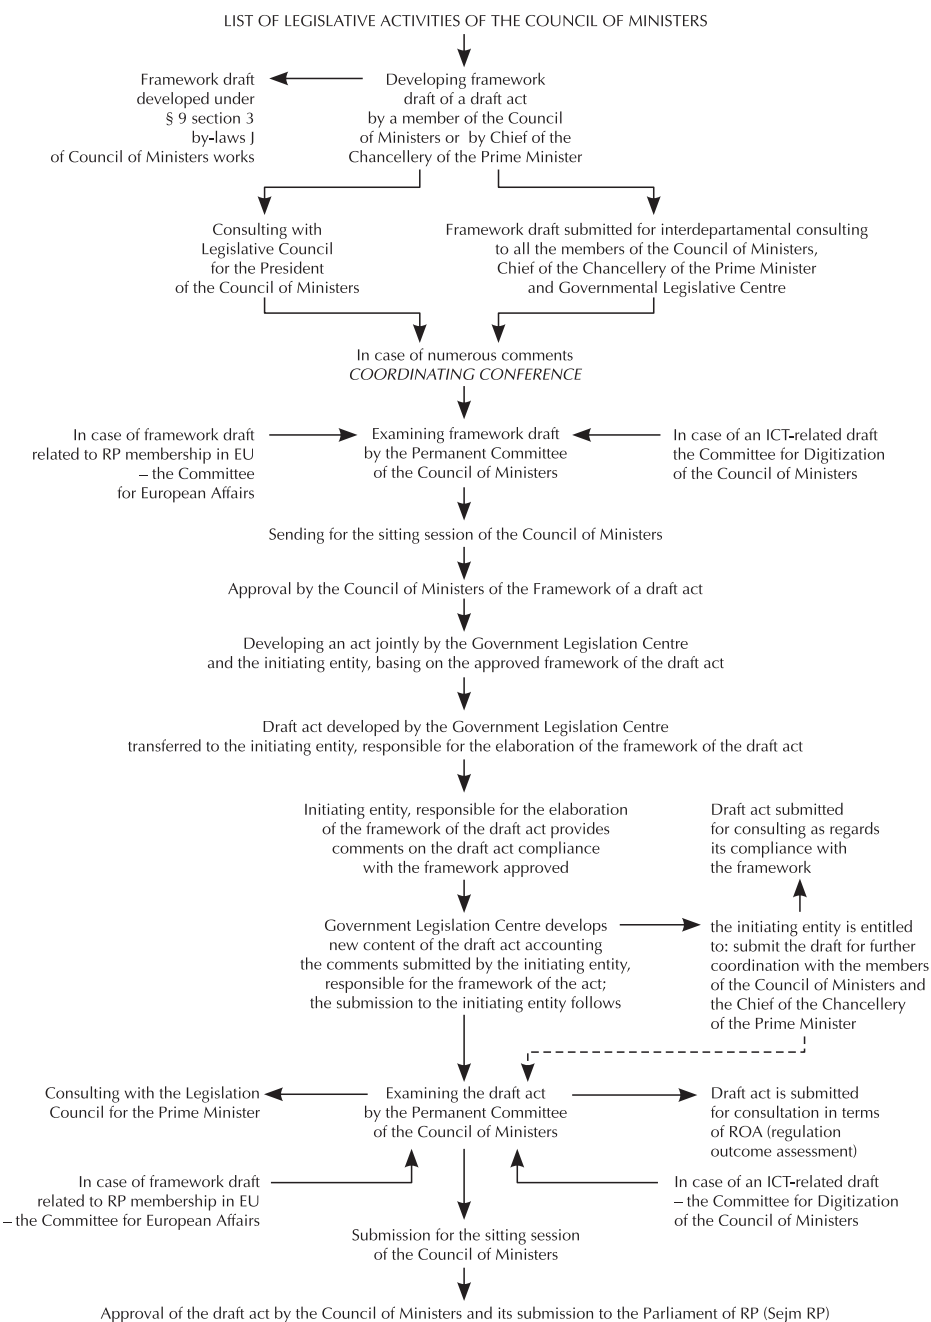 LIST OF LEGISLATIVE ACTIVITIES OF THE COUNCIL OF MINISTERS
Framework draft
developed under
§ 9 section 3
by-laws J
of Council of Ministers works
Developing framework
draft of a draft act
by a member of the Council
of Ministers or by Chief of the
Chancellery of the Prime Minister
Consulting with
Legislative Council
for the President
of the Council of Ministers
Framework draft submitted for interdepartamental consulting
to all the members of the Council of Ministers,
Chief of the Chancellery of the Prime Minister
and Governmental Legislative Centre
In case of numerous comments
COORDINATING CONFERENCE
In case of framework draft
related to RP membership in EU
– the Committee
for European Affairs
Examining framework draft
by the Permanent Committee
of the Council of Ministers
In case of an ICT-related draft
the Committee for Digitization
of the Council of Ministers
Sending for the sitting session of the Council of Ministers
Approval by the Council of Ministers of the Framework of a draft act
Developing an act jointly by the Government Legislation Centre
and the initiating entity, basing on the approved framework of the draft act
Draft act developed by the Government Legislation Centre
transferred to the initiating entity, responsible for the elaboration of the framework of the draft act
Initiating entity, responsible for the elaboration
of the framework of the draft act provides
comments on the draft act compliance
with the framework approved
Draft act submitted
for consulting as regards
its compliance with
the framework
Government Legislation Centre develops
new content of the draft act accounting
the comments submitted by the initiating entity,
responsible for the framework of the act;
the submission to the initiating entity follows
the initiating entity is entitled
to: submit the draft for further
coordination with the members
of the Council of Ministers and
the Chief of the Chancellery
of the Prime Minister
Consulting with the Legislation
Council for the Prime Minister
Examining the draft act
by the Permanent Committee
of the Council of Ministers
Draft act is submitted
for consultation in terms
of ROA (regulation
outcome assessment)
In case of framework draft
related to RP membership in EU
– the Committee for European Affairs
In case of an ICT-related draft
– the Committee for Digitization
of the Council of Ministers
Submission for the sitting session
of the Council of Ministers
Approval of the draft act by the Council of Ministers and its submission to the Parliament of RP (Sejm RP)